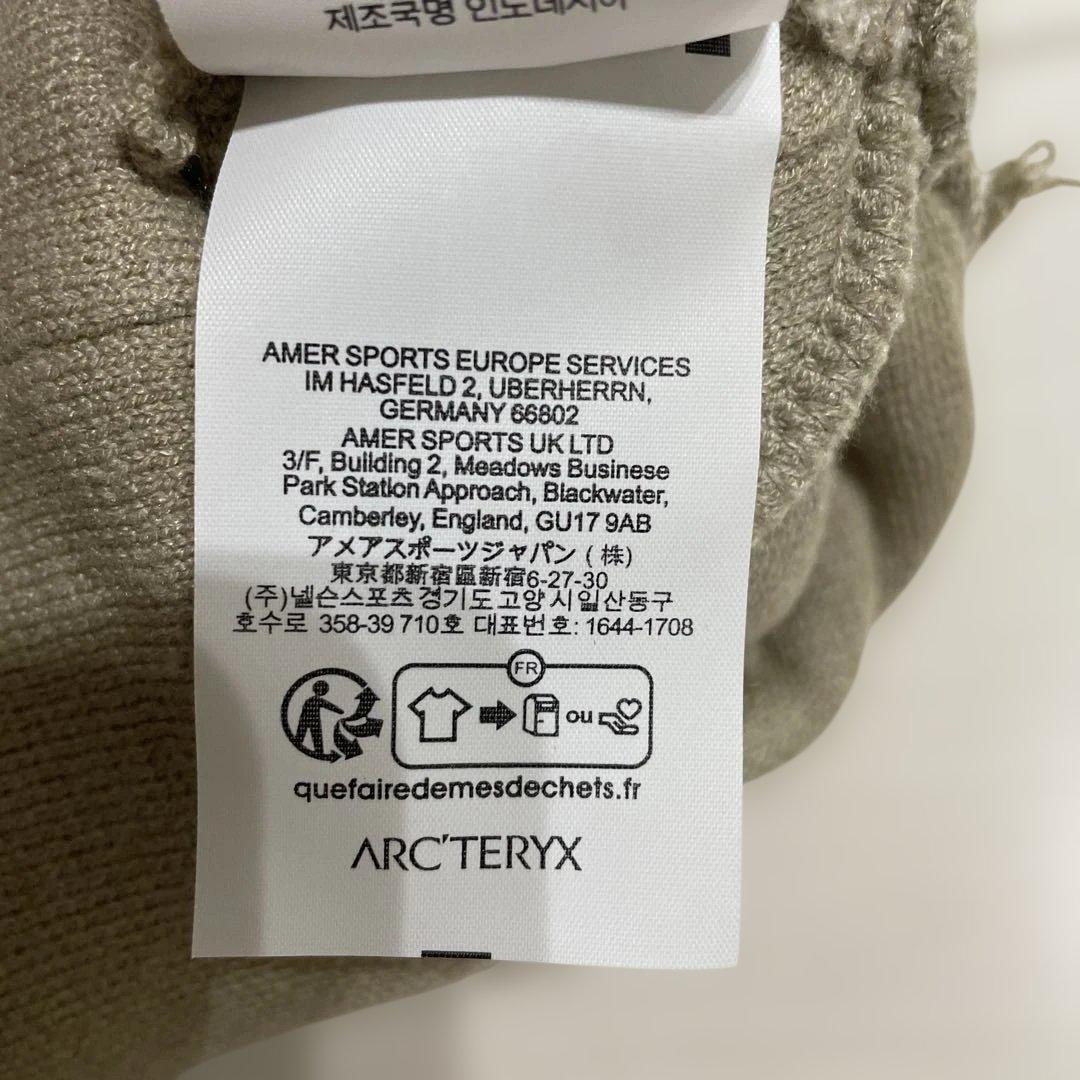 제조국명 인도네시아
AMER SPORTS EUROPE SERVICES
IM HASFELD 2, UBERHERRN,
GERMANY 66802
AMER SPORTS UK LTD
3/F, Building 2, Meadows Businese
Park Station Approach, Blackwater,
Camberley, England, GU17 9AB
アメアスポーツジャパン (株)
東京都新宿區新宿6-27-30
(주)넬슨스포츠경기도고양시일산동구
호수로 358-39 710호 대표번호: 1644-1708
FR
ou
quefairedemesdechets.fr
ARC'TERYX